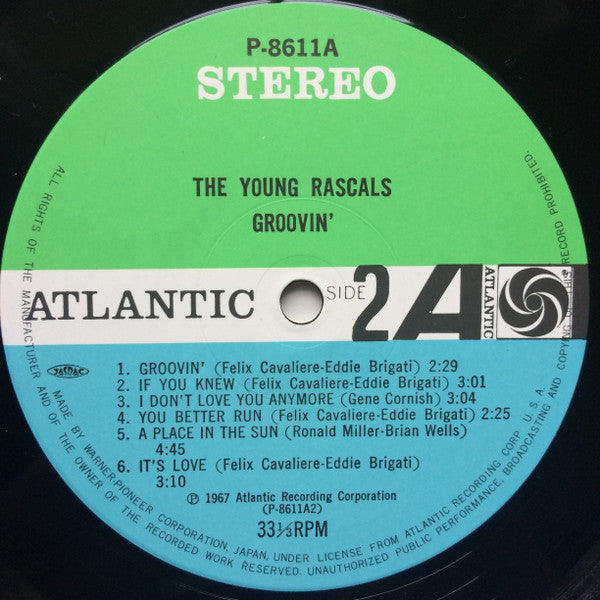 P-8611A
STEREO
THE YOUNG RASCALS
GROOVIN'
ATLANTIC
SIDE 2
A
ATLANTIC
JASRAC
1. GROOVIN' (Felix Cavaliere-Eddie Brigati) 2:29
2. IF YOU KNEW (Felix Cavaliere-Eddie Brigati) 3:01
3. I DON'T LOVE YOU ANYMORE (Gene Cornish) 3:04
4. YOU BETTER RUN (Felix Cavaliere-Eddie Brigati) 2:25
5. A PLACE IN THE SUN (Ronald Miller-Brian Wells)
4:45
6. IT'S LOVE (Felix Cavaliere-Eddie Brigati)
3:10
℗ 1967 Atlantic Recording Corporation
(P-8611A2)
33⅓RPM
MADE BY WARNER-PIONEER CORPORATION, JAPAN, UNDER LICENSE FROM ATLANTIC RECORDING CORP. U.S.A.
ALL RIGHTS OF THE MANUFACTURER AND OF THE OWNER OF THE RECORDED WORK RESERVED. UNAUTHORIZED PUBLIC PERFORMANCE, BROADCASTING AND COPYING OF THIS RECORD PROHIBITED.